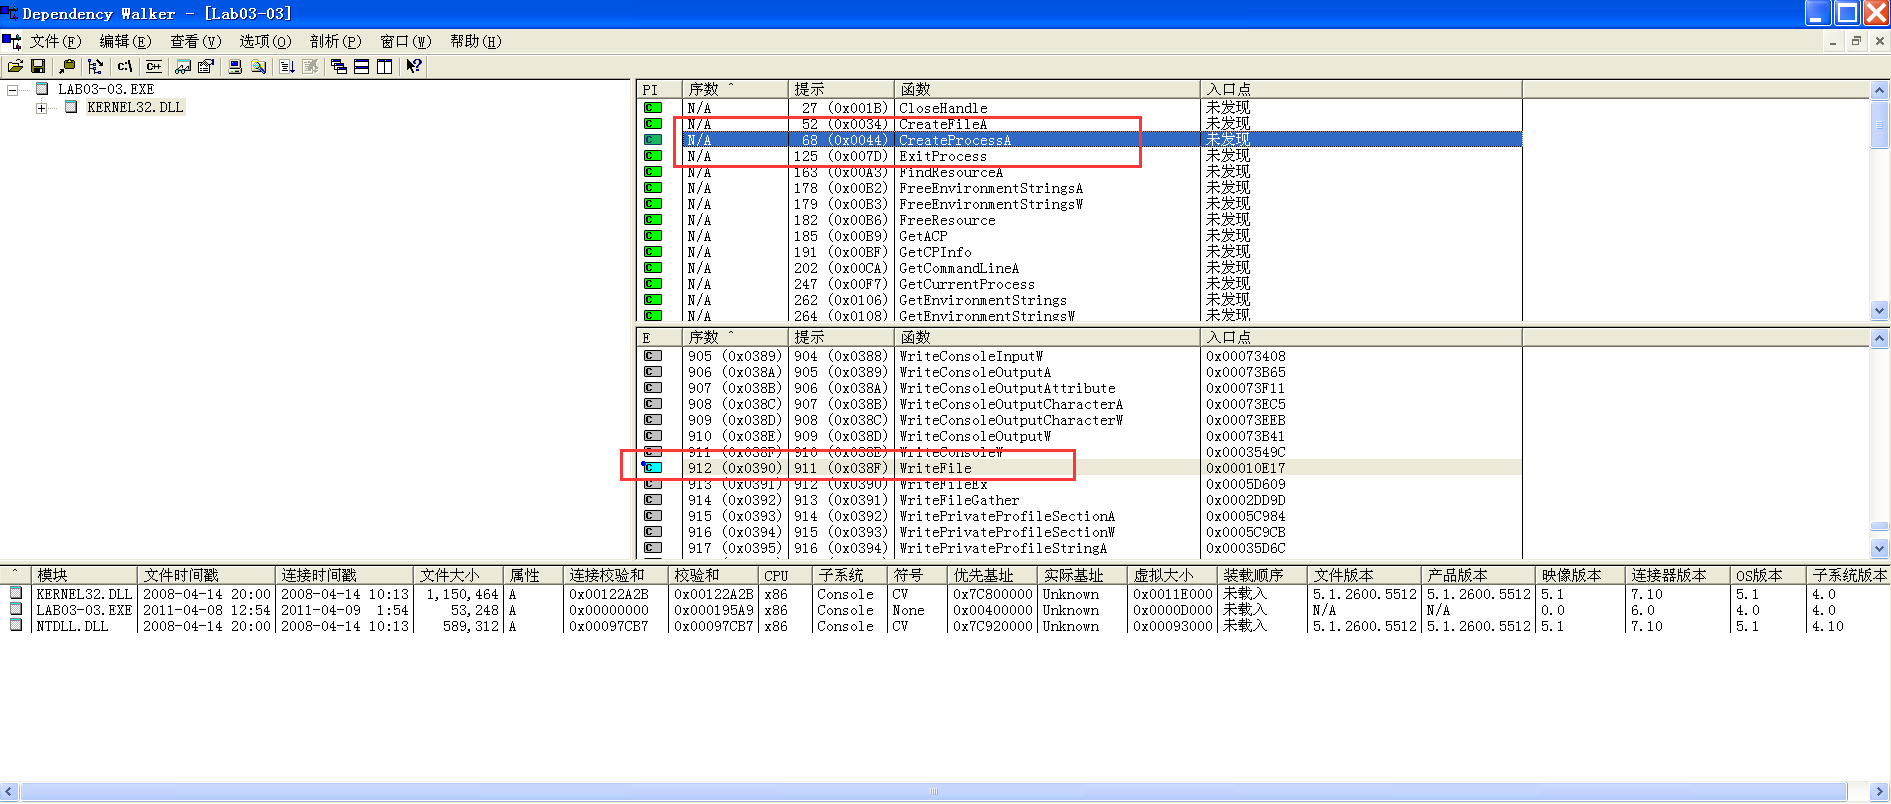 Dependency Walker - [Lab03-03]
文件(F) 编辑(E) 查看(V) 选项(O) 剖析(P) 窗口(W) 帮助(H)
C:\ C++
LAB03-03.EXE
KERNEL32.DLL
PI 序数 ^ 提示 函数 入口点
N/A 27 (0x001B) CloseHandle 未发现
N/A 52 (0x0034) CreateFileA 未发现
N/A 68 (0x0044) CreateProcessA 未发现
N/A 125 (0x007D) ExitProcess 未发现
N/A 163 (0x00A3) FindResourceA 未发现
N/A 178 (0x00B2) FreeEnvironmentStringsA 未发现
N/A 179 (0x00B3) FreeEnvironmentStringsW 未发现
N/A 182 (0x00B6) FreeResource 未发现
N/A 185 (0x00B9) GetACP 未发现
N/A 191 (0x00BF) GetCPInfo 未发现
N/A 202 (0x00CA) GetCommandLineA 未发现
N/A 247 (0x00F7) GetCurrentProcess 未发现
N/A 262 (0x0106) GetEnvironmentStrings 未发现
N/A 264 (0x0108) GetEnvironmentStringsW 未发现
E 序数 ^ 提示 函数 入口点
905 (0x0389) 904 (0x0388) WriteConsoleInputW 0x00073408
906 (0x038A) 905 (0x0389) WriteConsoleOutputA 0x00073B65
907 (0x038B) 906 (0x038A) WriteConsoleOutputAttribute 0x00073F11
908 (0x038C) 907 (0x038B) WriteConsoleOutputCharacterA 0x00073EC5
909 (0x038D) 908 (0x038C) WriteConsoleOutputCharacterW 0x00073EEB
910 (0x038E) 909 (0x038D) WriteConsoleOutputW 0x00073B41
911 (0x038F) 910 (0x038E) WriteConsoleW 0x0003549C
912 (0x0390) 911 (0x038F) WriteFile 0x00010E17
913 (0x0391) 912 (0x0390) WriteFileEx 0x0005D609
914 (0x0392) 913 (0x0391) WriteFileGather 0x0002DD9D
915 (0x0393) 914 (0x0392) WritePrivateProfileSectionA 0x0005C984
916 (0x0394) 915 (0x0393) WritePrivateProfileSectionW 0x0005C9CB
917 (0x0395) 916 (0x0394) WritePrivateProfileStringA 0x00035D6C
^ 模块 文件时间戳 连接时间戳 文件大小 属性 连接校验和 校验和 CPU 子系统 符号 优先基址 实际基址 虚拟大小 装载顺序 文件版本 产品版本 映像版本 连接器版本 OS版本 子系统版本
KERNEL32.DLL 2008-04-14 20:00 2008-04-14 10:13 1,150,464 A 0x00122A2B 0x00122A2B x86 Console CV 0x7C800000 Unknown 0x0011E000 未载入 5.1.2600.5512 5.1.2600.5512 5.1 7.10 5.1 4.0
LAB03-03.EXE 2011-04-08 12:54 2011-04-09 1:54 53,248 A 0x00000000 0x000195A9 x86 Console None 0x00400000 Unknown 0x0000D000 未载入 N/A N/A 0.0 6.0 4.0 4.0
NTDLL.DLL 2008-04-14 20:00 2008-04-14 10:13 589,312 A 0x00097CB7 0x00097CB7 x86 Console CV 0x7C920000 Unknown 0x00093000 未载入 5.1.2600.5512 5.1.2600.5512 5.1 7.10 5.1 4.10